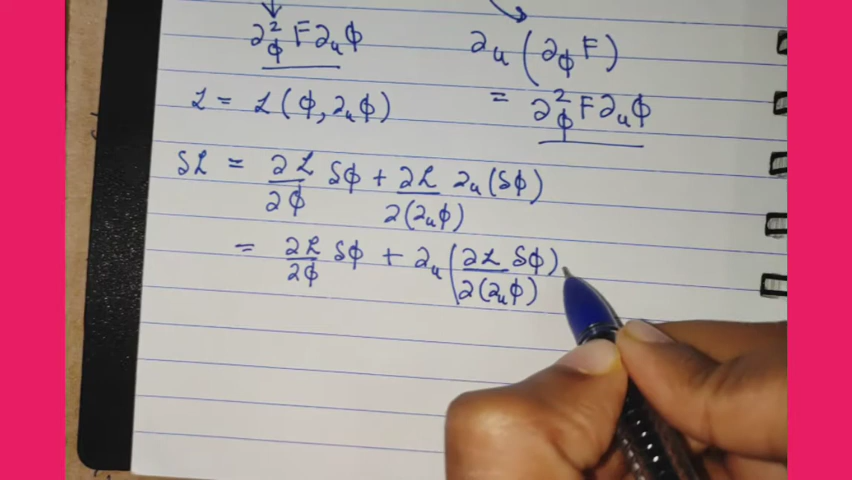 ∂²_ϕ F ∂_u ϕ
∂_u (∂_ϕ F)
= ∂²_ϕ F ∂_u ϕ
ℒ = ℒ(ϕ, ∂_u ϕ)
δℒ = ∂ℒ/∂ϕ δϕ + ∂ℒ/∂(∂_u ϕ) ∂_u(δϕ)
= ∂ℒ/∂ϕ δϕ + ∂_u (∂ℒ/∂(∂_u ϕ) δϕ)